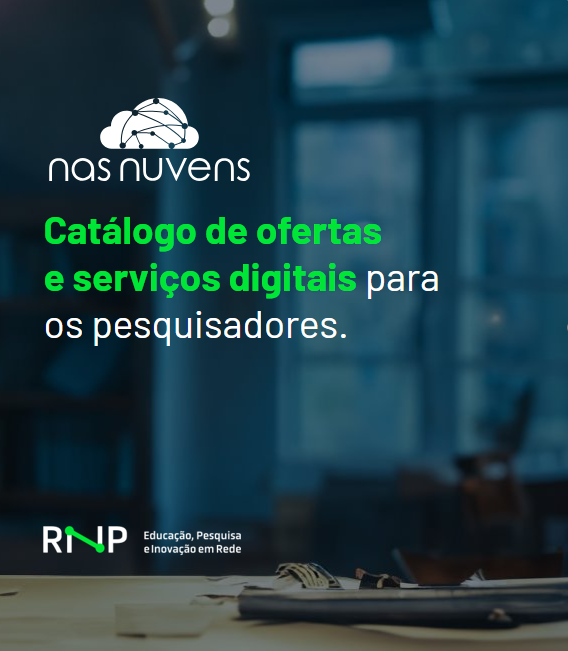 nas nuvens
Catálogo de ofertas
e serviços digitais para
os pesquisadores.
RNP
Educação, Pesquisa
e Inovação em Rede